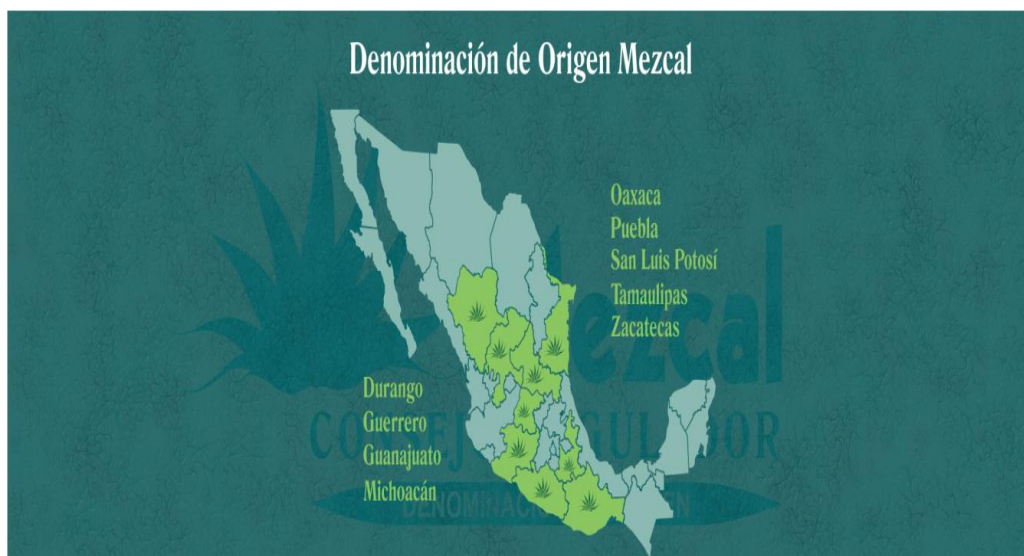 Denominación de Origen Mezcal
Oaxaca
Puebla
San Luis Potosí
Tamaulipas
Zacatecas
Durango
Guerrero
Guanajuato
Michoacán